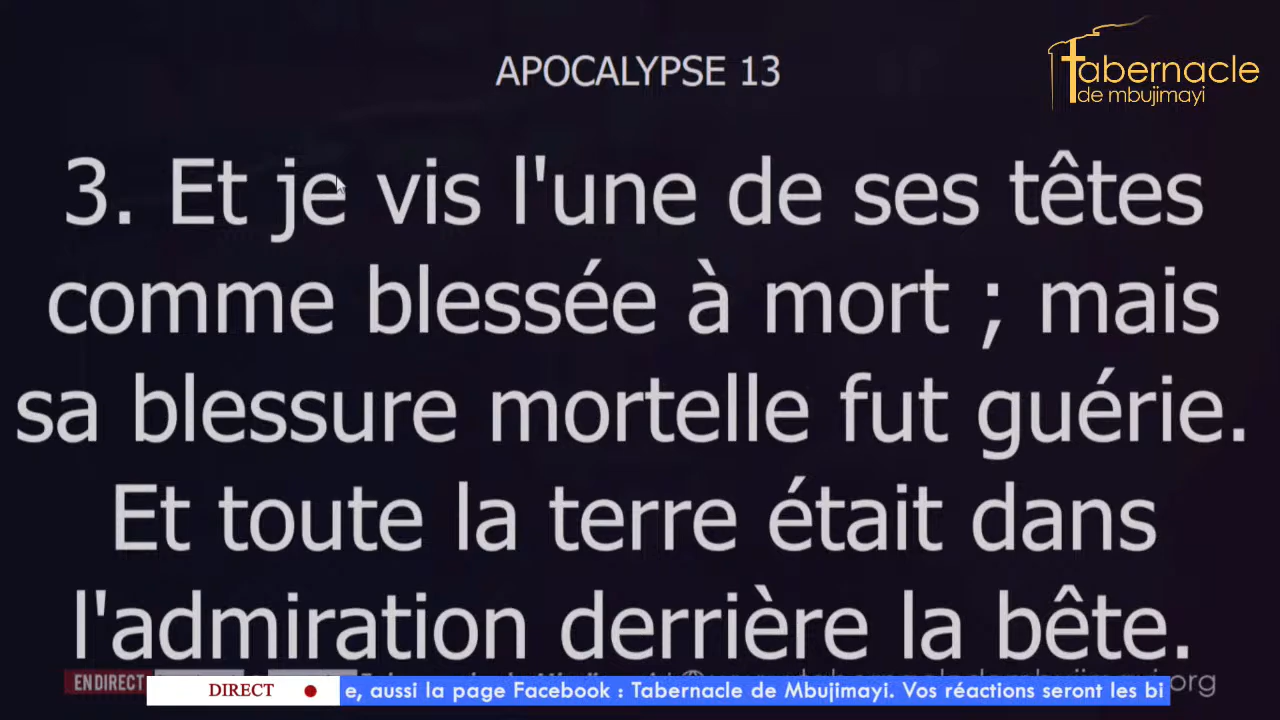 APOCALYPSE 13
tabernacle
de mbujimayi
3. Et je vis l'une de ses têtes
comme blessée à mort ; mais
sa blessure mortelle fut guérie.
Et toute la terre était dans
l'admiration derrière la bête.
EN DIRECT
DIRECT
e, aussi la page Facebook : Tabernacle de Mbujimayi. Vos réactions seront les bi